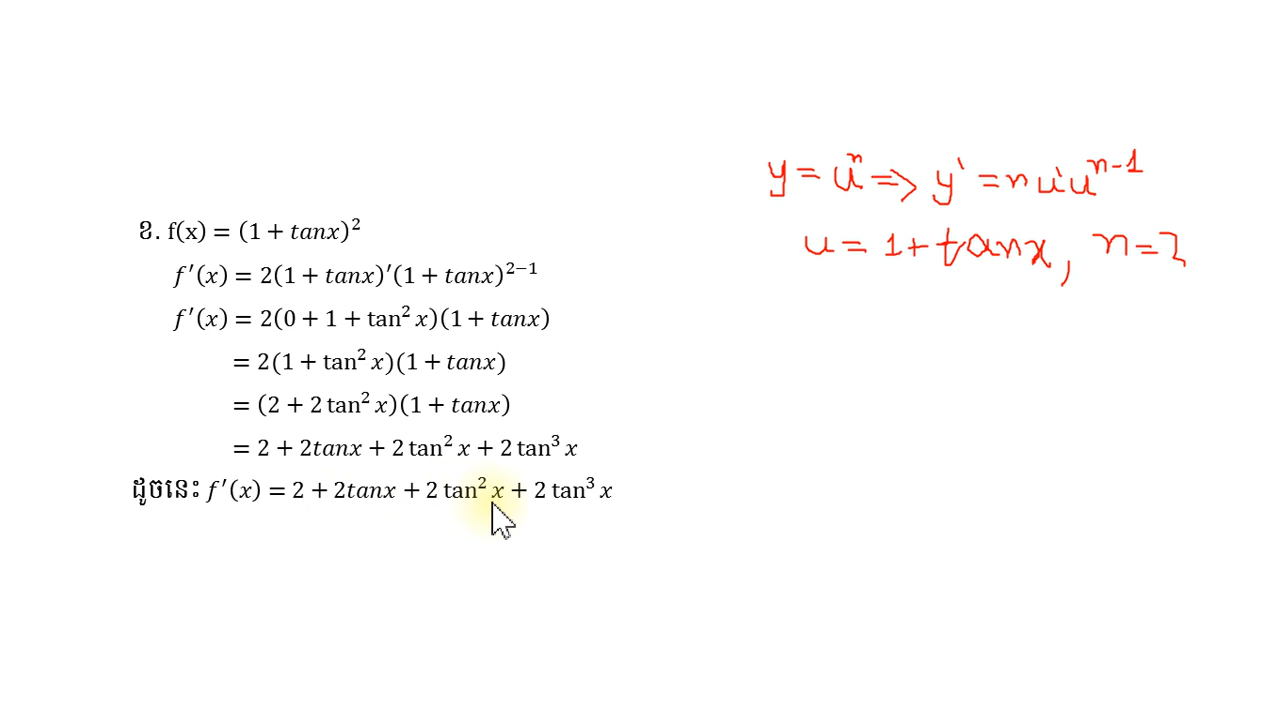 ខ. f(x) = (1 + tanx)²
f′(x) = 2(1 + tanx)′(1 + tanx)²⁻¹
f′(x) = 2(0 + 1 + tan² x)(1 + tanx)
= 2(1 + tan² x)(1 + tanx)
= (2 + 2 tan² x)(1 + tanx)
= 2 + 2tanx + 2 tan² x + 2 tan³ x
ដូចនេះ f′(x) = 2 + 2tanx + 2 tan² x + 2 tan³ x
y = uⁿ => y' = n u' uⁿ⁻¹
u = 1 + tanx, n = 2